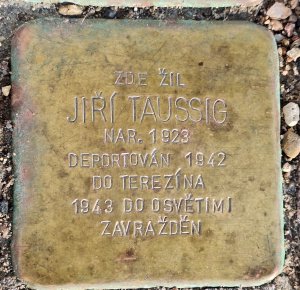 ZDE ŽIL
JIŘÍ TAUSSIG
NAR. 1923
DEPORTOVÁN 1942
DO TEREZÍNA
1943 DO OSVĚTIMI
ZAVRAŽDĚN